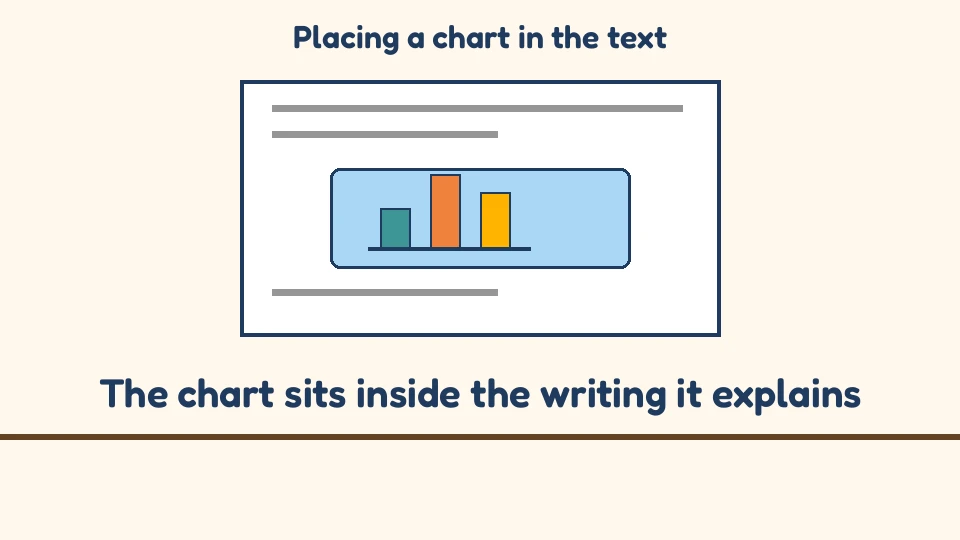 Placing a chart in the text
The chart sits inside the writing it explains